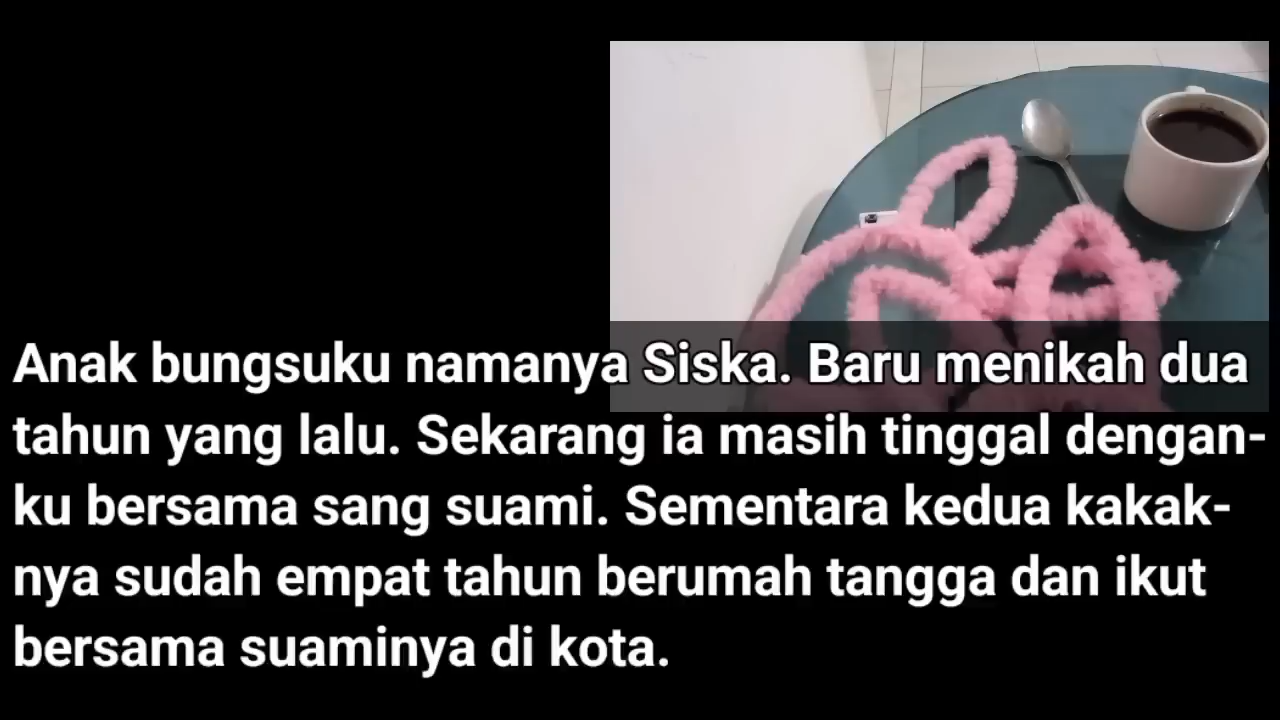 Anak bungsuku namanya Siska. Baru menikah dua
tahun yang lalu. Sekarang ia masih tinggal dengan-
ku bersama sang suami. Sementara kedua kakak-
nya sudah empat tahun berumah tangga dan ikut
bersama suaminya di kota.